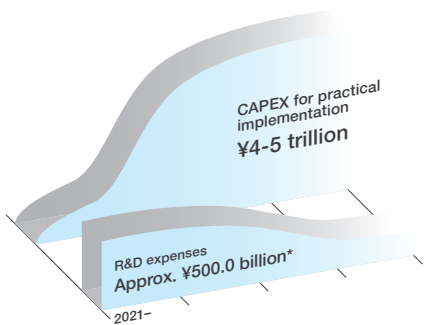 CAPEX for practical
implementation
¥4-5 trillion
R&D expenses
Approx. ¥500.0 billion*
2021–